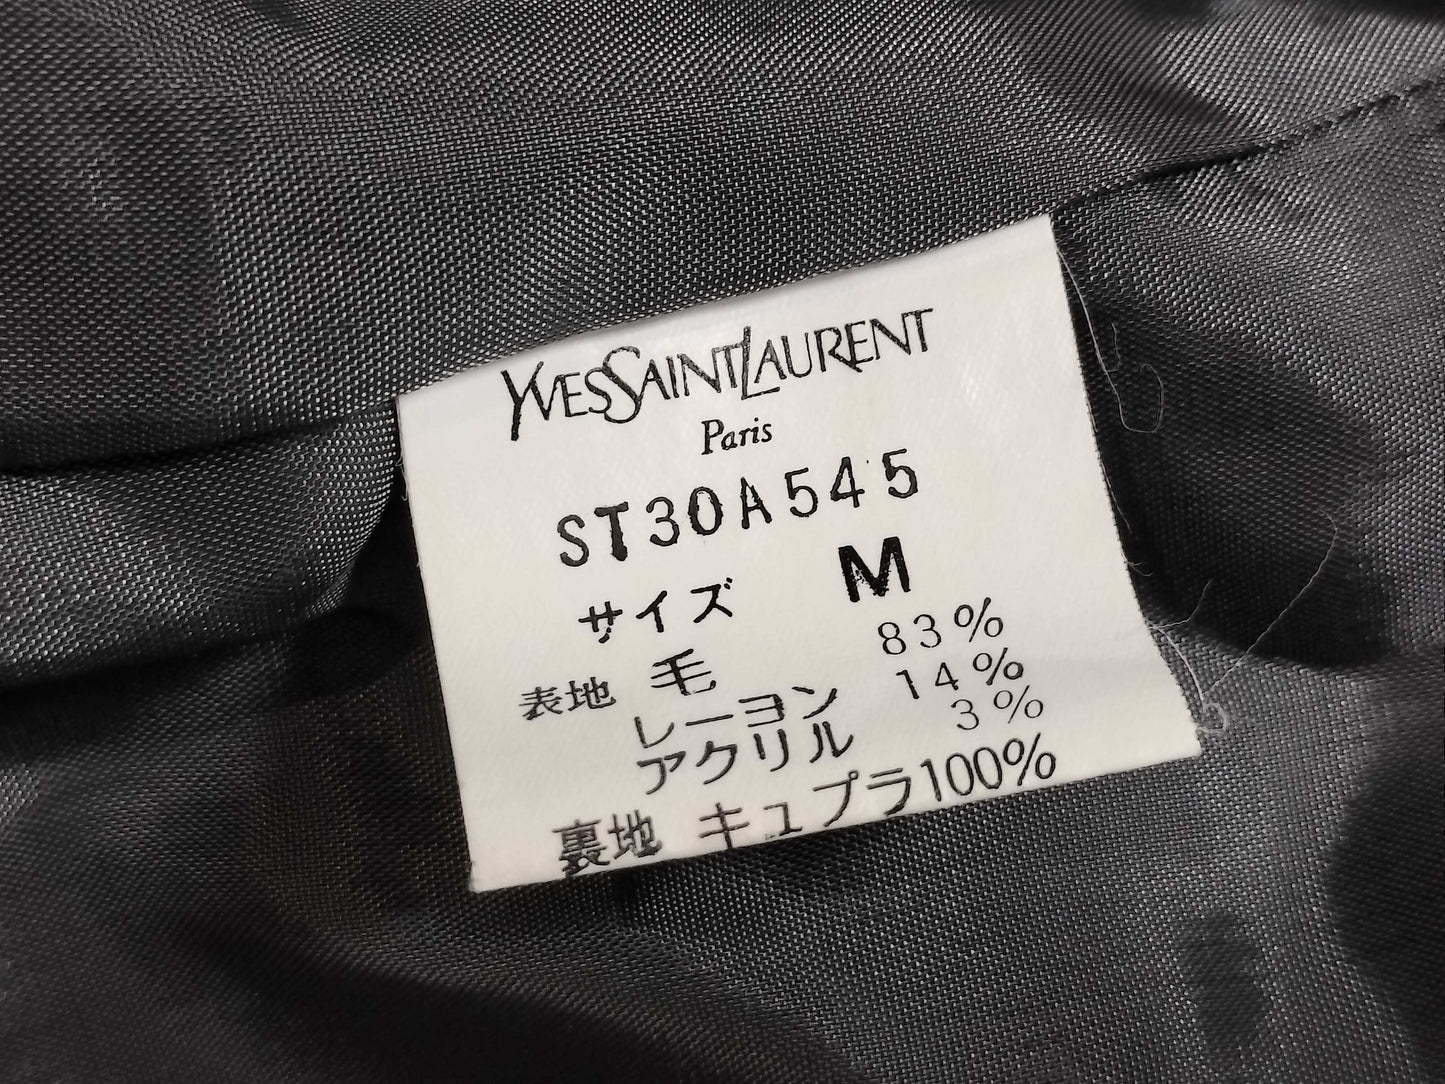 YVESSAINTLAURENT
Paris
ST30A545
サイズ M
表地 毛 83%
レーヨン 14%
アクリル 3%
裏地 キュプラ100%